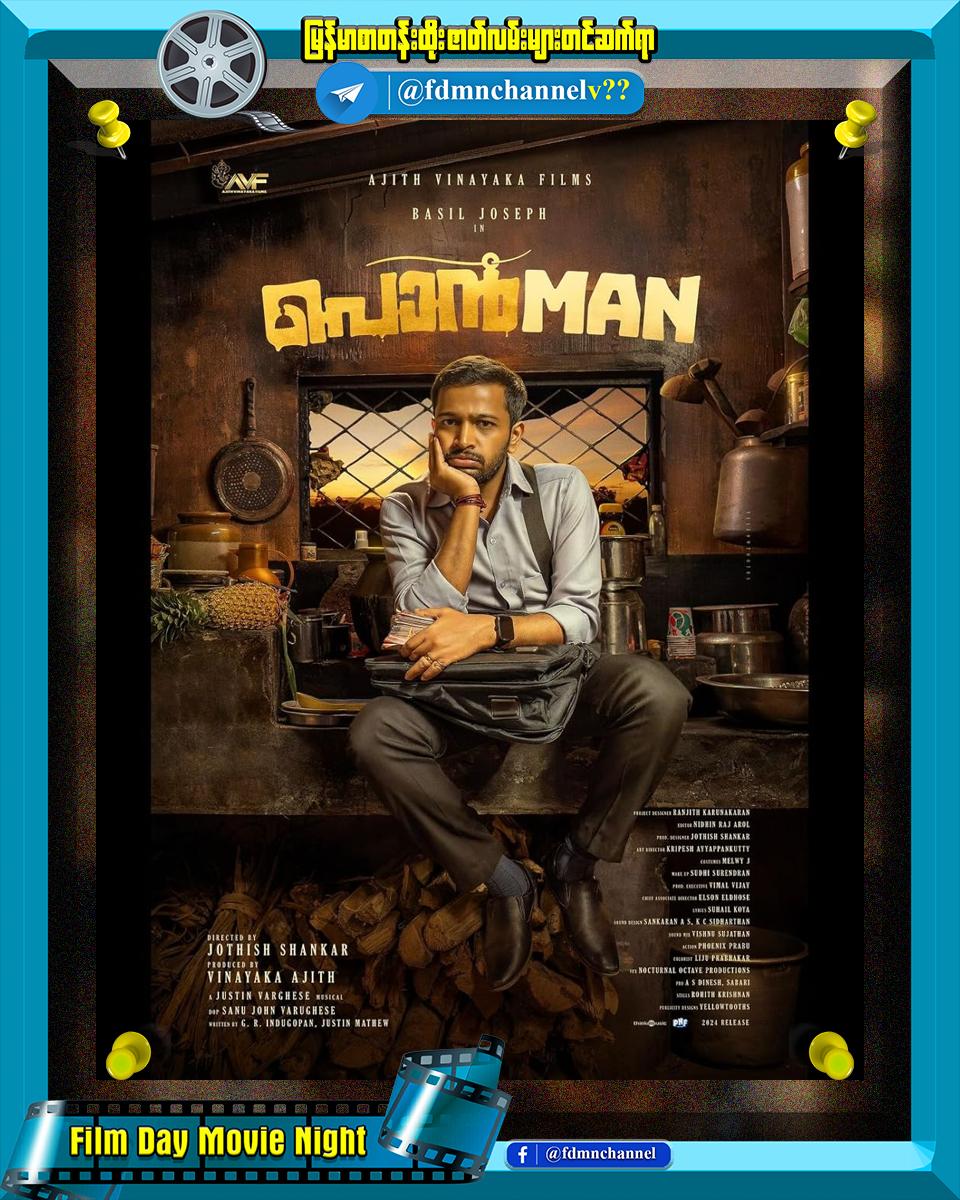 မြန်မာစာတန်းထိုးဇာတ်လမ်းများတင်ဆက်ရာ
@fdmnchannelv??
AVF
AJITH VINAYAKA FILMS
AJITH VINAYAKA FILMS
BASIL JOSEPH
IN
പൊൻMAN
PROJECT DESIGNER RANJITH KARUNAKARAN
EDITOR NIDHIN RAJ AROL
PROD. DESIGNER JOTHISH SHANKAR
ART DIRECTOR KRIPESH AYYAPPANKUTTY
COSTUMES MELWY J
MAKE UP SUDHI SURENDRAN
PROD. EXECUTIVE VIMAL VIJAY
CHIEF ASSOCIATE DIRECTOR ELSON ELDHOSE
LYRICS SUHAIL KOYA
SOUND DESIGN SANKARAN A S, K C SIDHARTHAN
SOUND MIX VISHNU SUJATHAN
ACTION PHOENIX PRABU
COLORIST LIJU PRABHAKAR
VFX NOCTURNAL OCTAVE PRODUCTIONS
PRO A S DINESH, SABARI
STILLS ROHITH KRISHNAN
PUBLICITY DESIGNS YELLOWTOOTHS
2024 RELEASE
DIRECTED BY
JOTHISH SHANKAR
PRODUCED BY
VINAYAKA AJITH
A JUSTIN VARGHESE MUSICAL
DOP SANU JOHN VARUGHESE
WRITTEN BY G. R. INDUGOPAN, JUSTIN MATHEW
Film Day Movie Night
@fdmnchannel